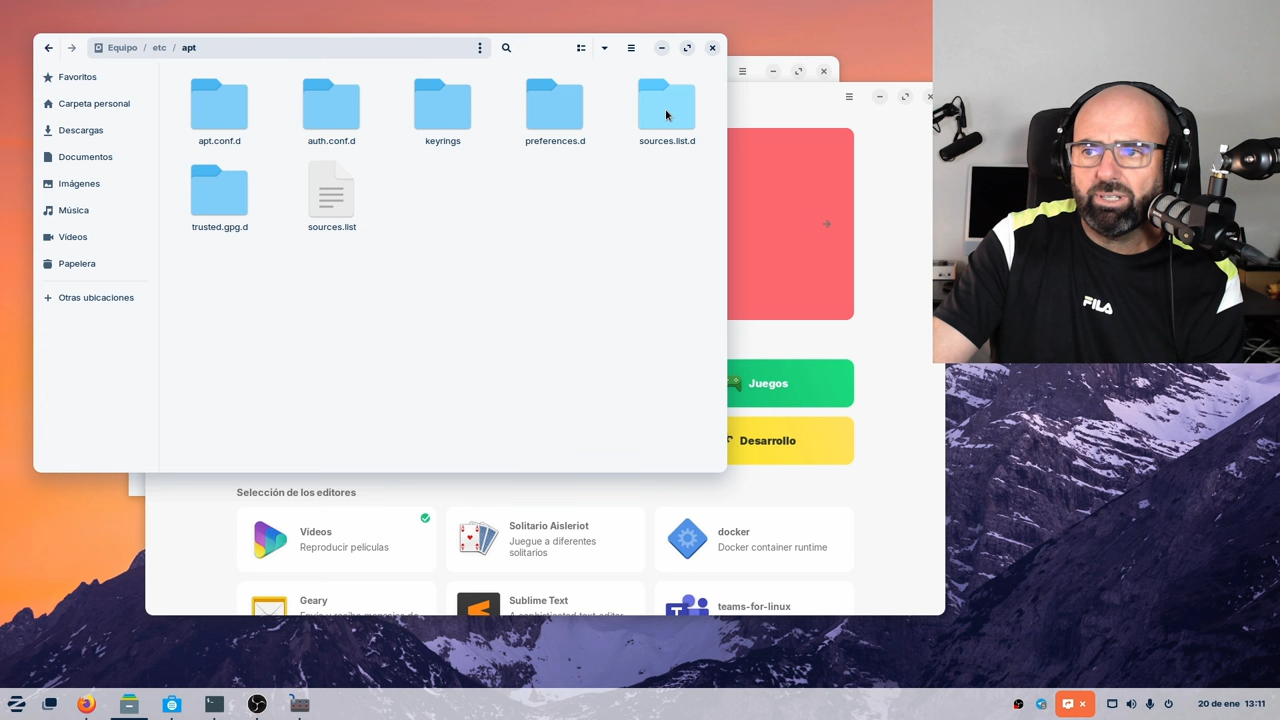 Equipo / etc / apt
Favoritos
Carpeta personal
Descargas
Documentos
Imágenes
Música
Vídeos
Papelera
Otras ubicaciones
apt.conf.d
auth.conf.d
keyrings
preferences.d
sources.list.d
trusted.gpg.d
sources.list
Juegos
Desarrollo
Selección de los editores
Vídeos
Reproducir películas
Solitario Aisleriot
Juegue a diferentes
solitarios
docker
Docker container runtime
Geary
Sublime Text
teams-for-linux
FILA
20 de ene 13:11